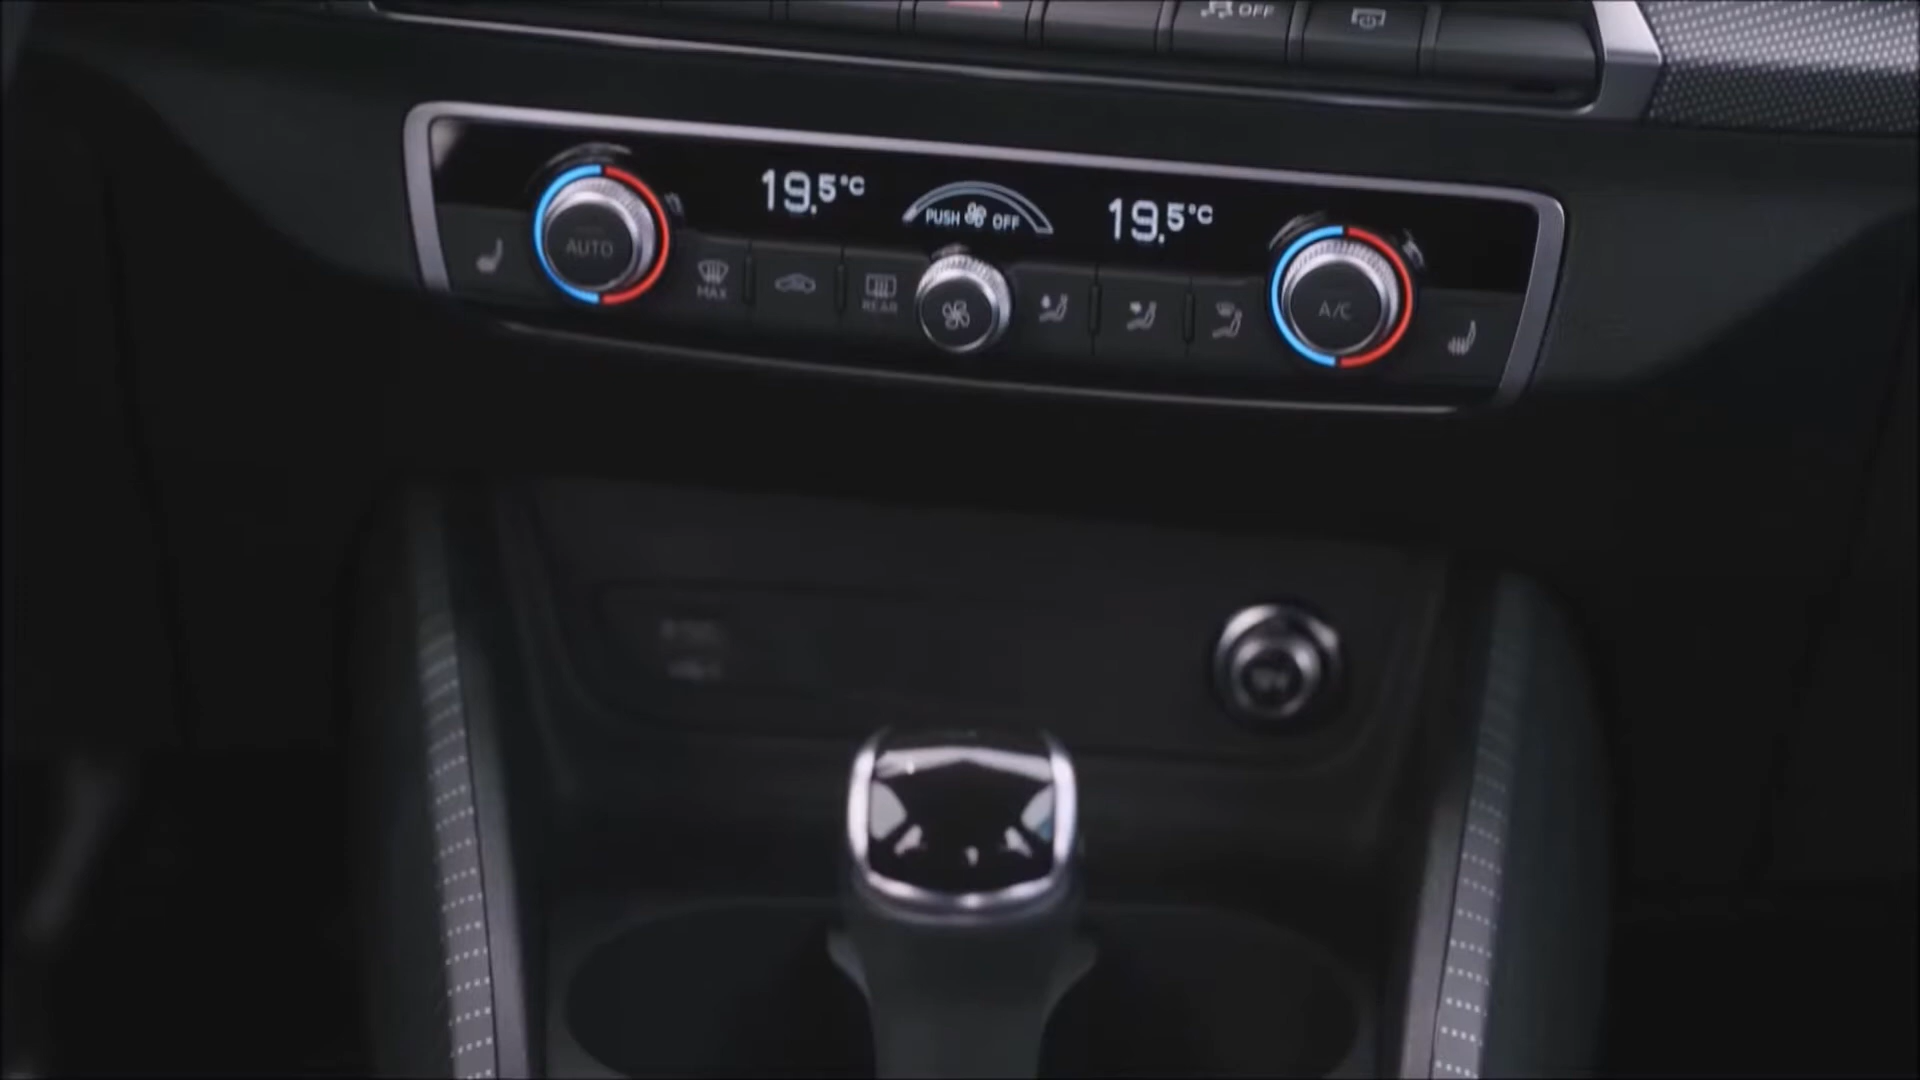 OFF
19.5°C
PUSH OFF
19.5°C
AUTO
MAX
REAR
A/C